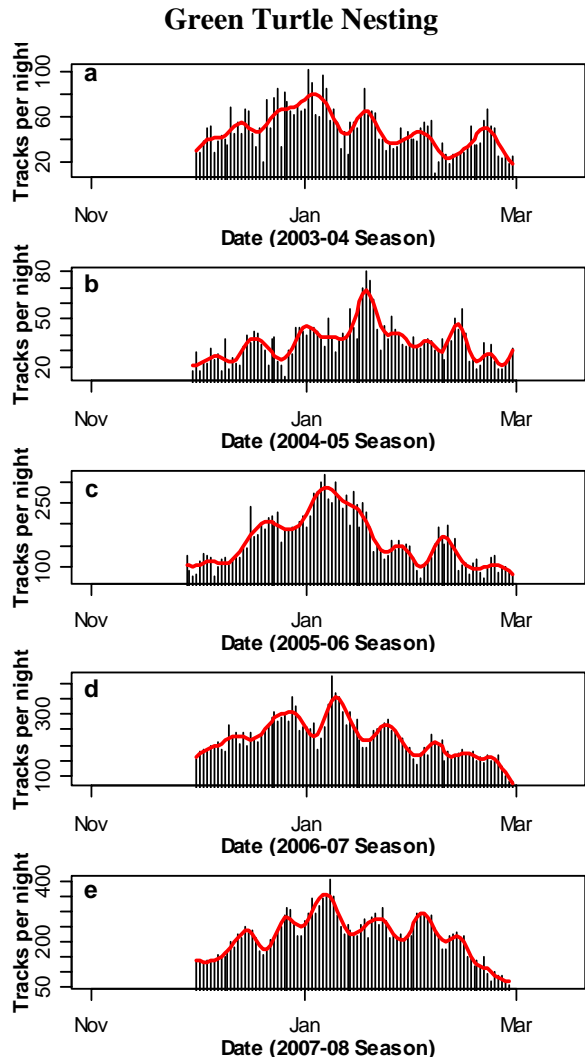 Green Turtle Nesting
a
Tracks per night
100
60
20
Nov
Jan
Mar
Date (2003-04 Season)
b
Tracks per night
80
50
20
Nov
Jan
Mar
Date (2004-05 Season)
c
Tracks per night
250
100
Nov
Jan
Mar
Date (2005-06 Season)
d
Tracks per night
300
100
Nov
Jan
Mar
Date (2006-07 Season)
e
Tracks per night
400
200
50
Nov
Jan
Mar
Date (2007-08 Season)